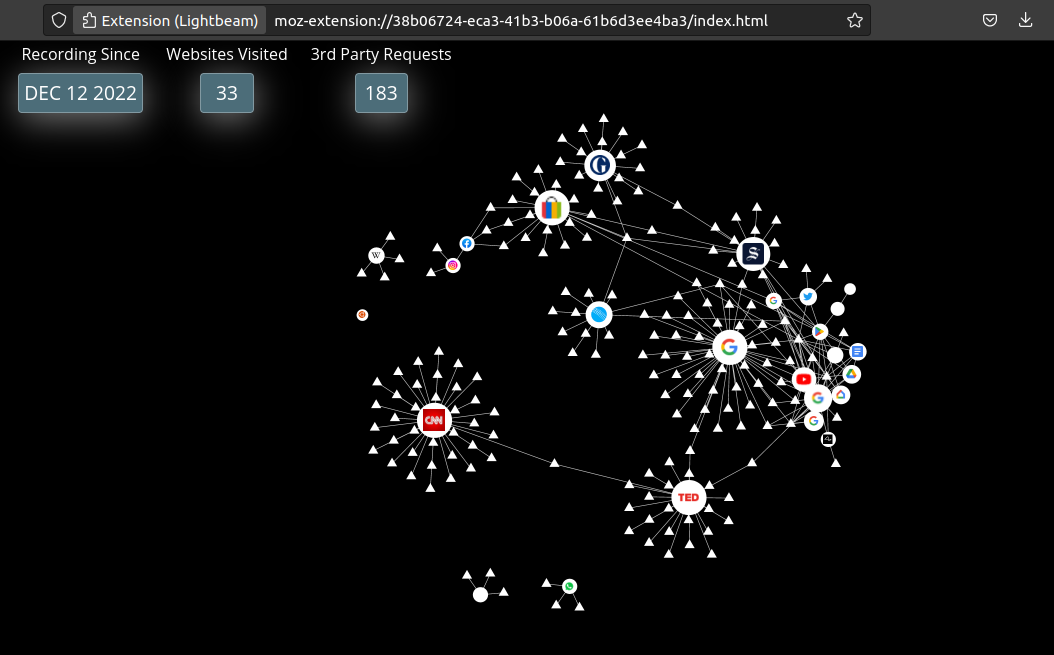 Extension (Lightbeam) moz-extension://38b06724-eca3-41b3-b06a-61b6d3ee4ba3/index.html
Recording Since Websites Visited 3rd Party Requests
DEC 12 2022 33 183
G
W
S
G
G
CNN
G
G
TED